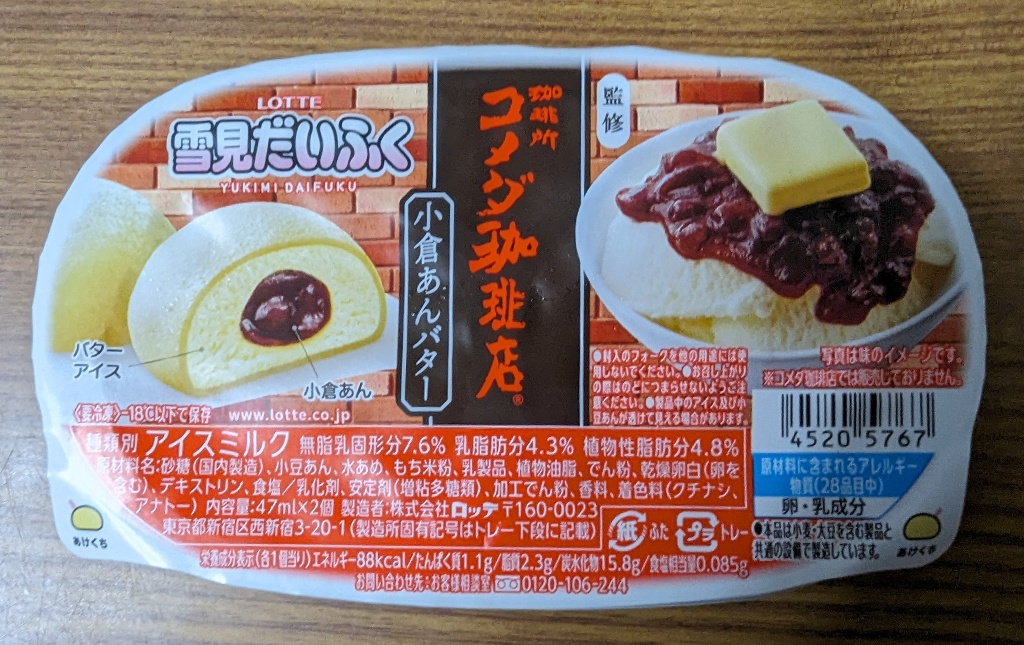 LOTTE
雪見だいふく
YUKIMI DAIFUKU
珈琲所
コメダ珈琲店®
監修
小倉あんバター
バター
アイス
小倉あん
●封入のフォークを他の用途には使
用しないでください。●お召し上がり
の際はのどにつまらせないようご注
意ください。●製品中のアイス及び小
豆あんが透けて見える場合があります。
写真は味のイメージです。
※コメダ珈琲店では販売しておりません。
〈要冷凍〉-18℃以下で保存 www.lotte.co.jp
種類別 アイスミルク 無脂乳固形分7.6% 乳脂肪分4.3% 植物性脂肪分4.8%
原材料名:砂糖(国内製造)、小豆あん、水あめ、もち米粉、乳製品、植物油脂、でん粉、乾燥卵白(卵を
含む)、デキストリン、食塩/乳化剤、安定剤(増粘多糖類)、加工でん粉、香料、着色料(クチナシ、
アナトー) 内容量:47ml×2個 製造者:株式会社ロッテ 〒160-0023
東京都新宿区西新宿3-20-1(製造所固有記号はトレー下段に記載)
紙 ふた プラ トレー
栄養成分表示(各1個当り)エネルギー88kcal/たんぱく質1.1g/脂質2.3g/炭水化物15.8g/食塩相当量0.085g
お問い合わせ先:お客様相談室 0120-106-244
4520 5767
原材料に含まれるアレルギー
物質(28品目中)
卵・乳成分
●本品は小麦・大豆を含む製品と
共通の設備で製造しています。
あけくち
あけくち